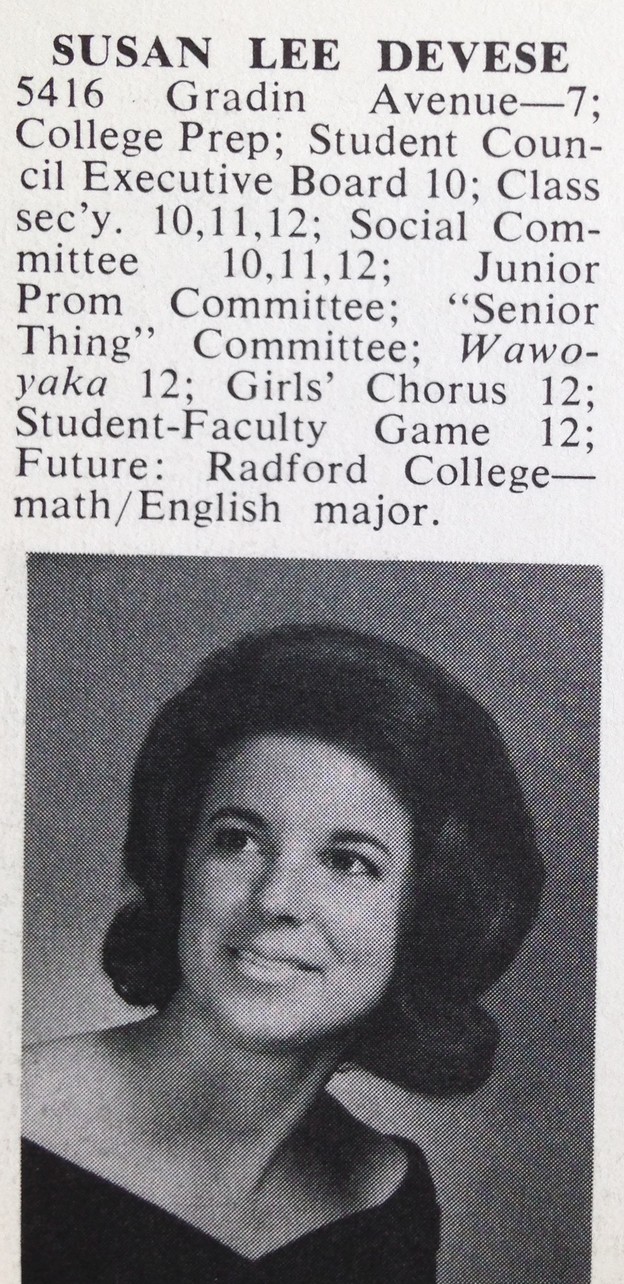 SUSAN LEE DEVESE
5416 Gradin Avenue—7;
College Prep; Student Coun-
cil Executive Board 10; Class
sec’y. 10,11,12; Social Com-
mittee 10,11,12; Junior
Prom Committee; “Senior
Thing” Committee; Wawo-
yaka 12; Girls’ Chorus 12;
Student-Faculty Game 12;
Future: Radford College—
math/English major.